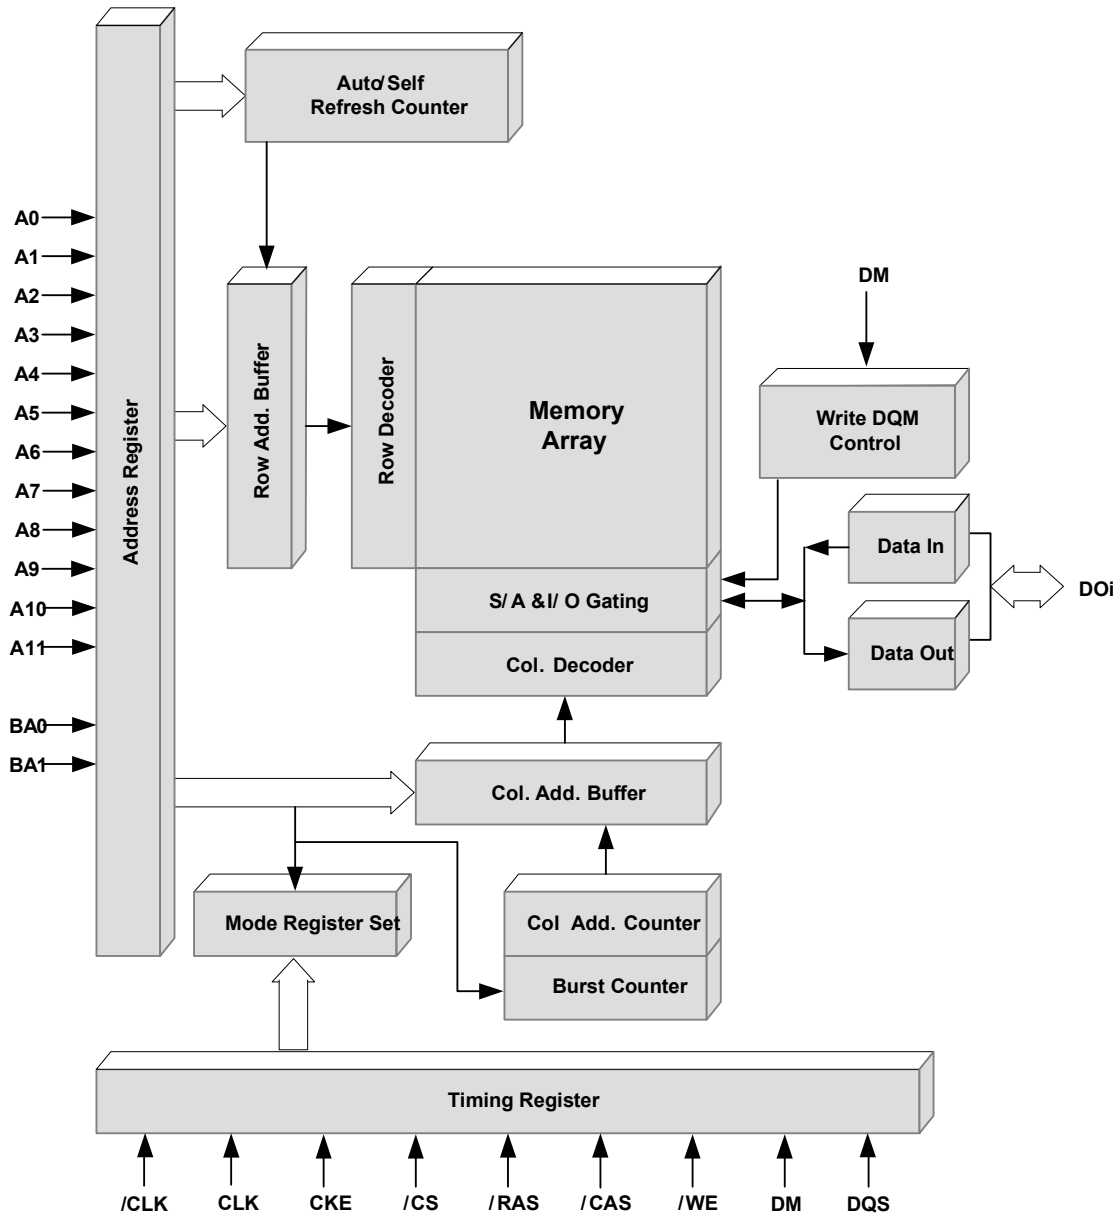 Auto/Self
Refresh Counter
A0
A1
A2
A3
A4
A5
A6
A7
A8
A9
A10
A11
BA0
BA1
Address Register
Row Add. Buffer
Row Decoder
Memory
Array
DM
Write DQM
Control
Data In
Data Out
DOi
S/ A &I/ O Gating
Col. Decoder
Col. Add. Buffer
Mode Register Set
Col Add. Counter
Burst Counter
Timing Register
/CLK
CLK
CKE
/CS
/RAS
/CAS
/WE
DM
DQS